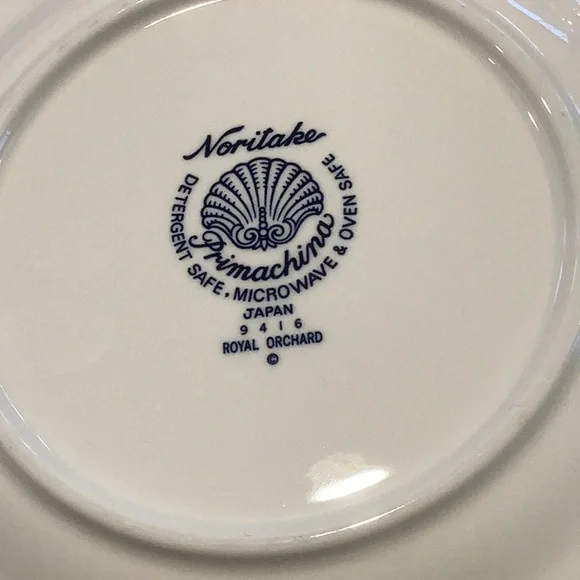 Noritake
Primachina
DETERGENT SAFE, MICROWAVE & OVEN SAFE
JAPAN
9416
ROYAL ORCHARD
©